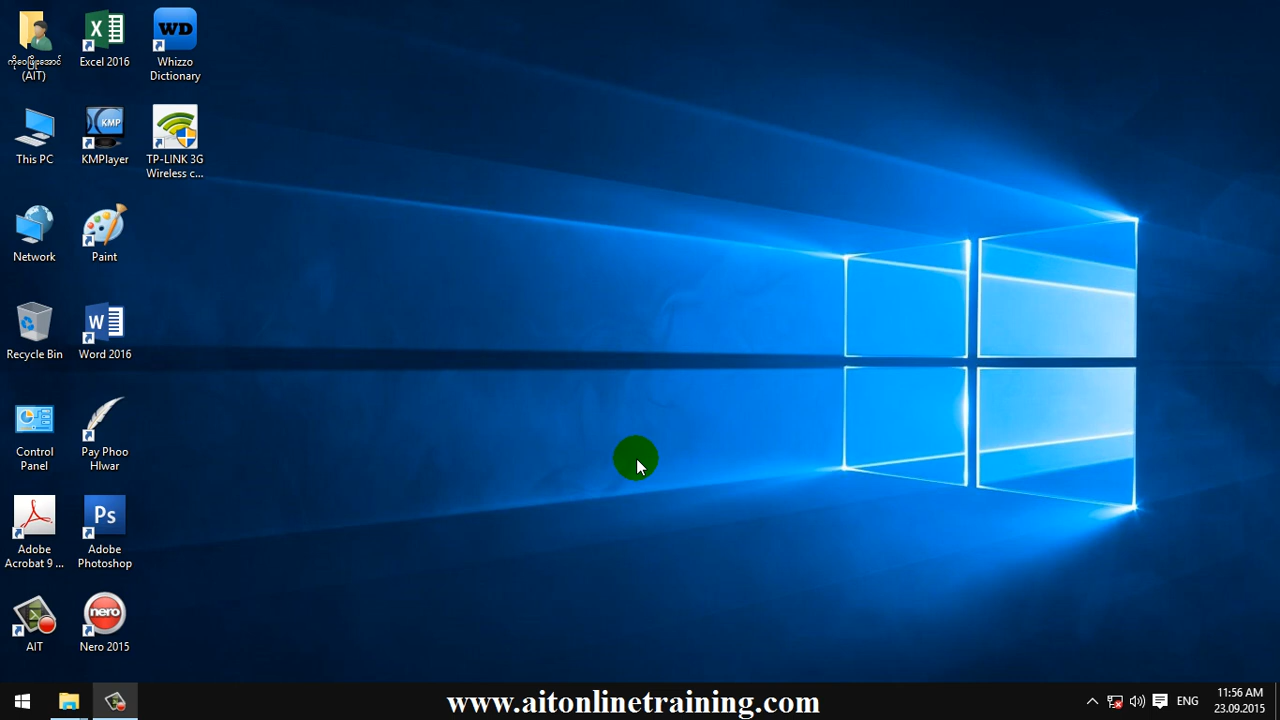 ကိုဝေဖြိုးအောင်
(AIT)
Excel 2016
WD
Whizzo
Dictionary
This PC
KMP
KMPlayer
TP-LINK 3G
Wireless c...
Network
Paint
Recycle Bin
W
Word 2016
Control
Panel
Pay Phoo
Hlwar
Adobe
Acrobat 9 ...
Ps
Adobe
Photoshop
AIT
nero
Nero 2015
www.aitonlinetraining.com
ENG
11:56 AM
23.09.2015